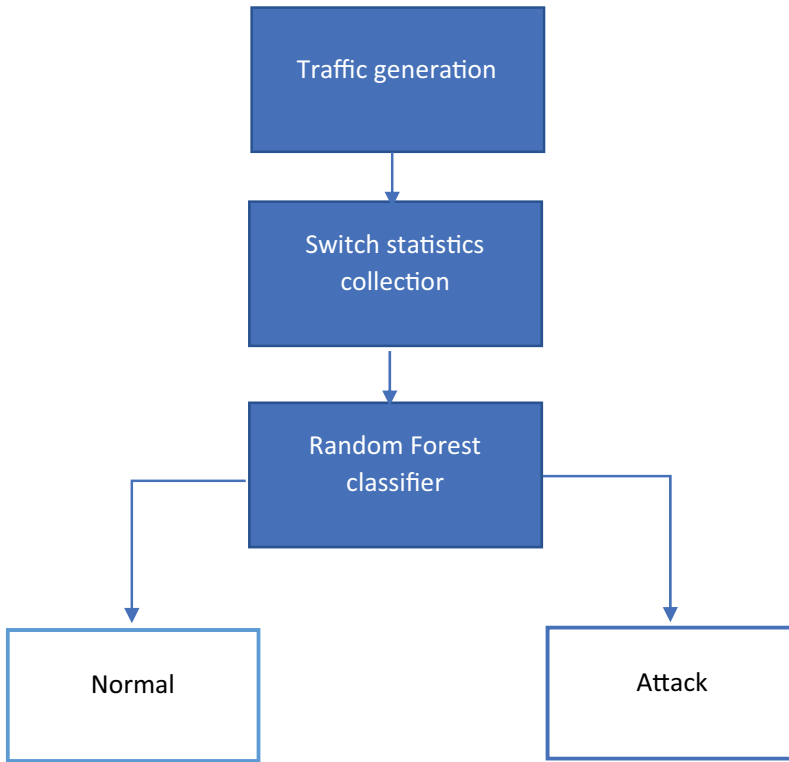 Traffic generation
Switch statistics
collection
Random Forest
classifier
Normal
Attack